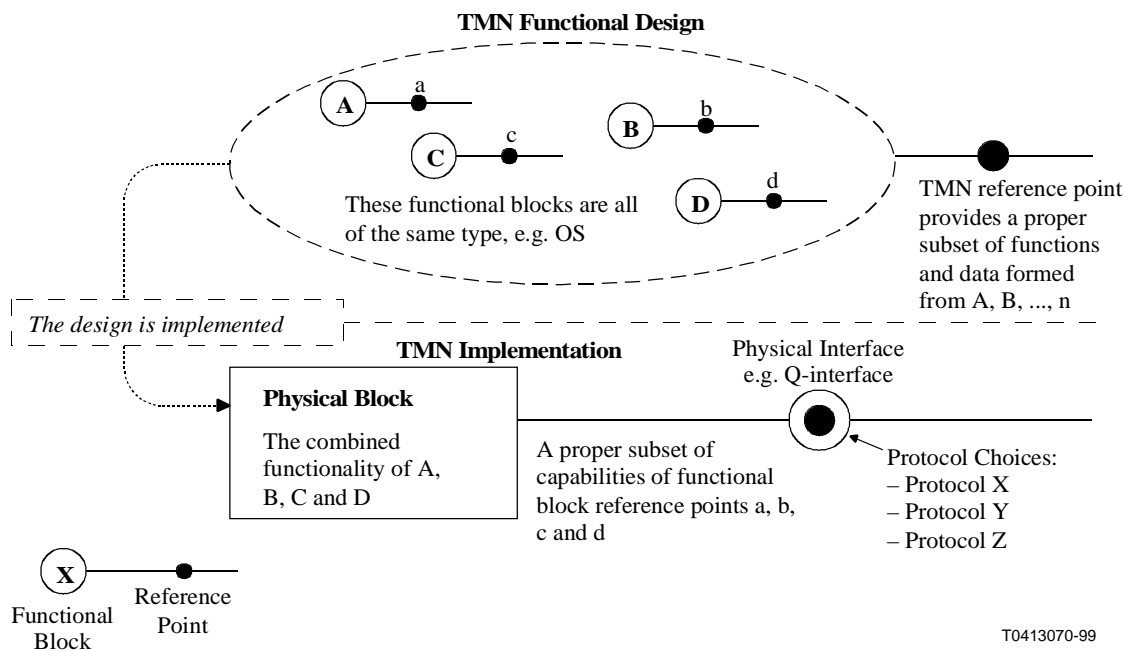 TMN Functional Design
a
A
b
B
c
C
d
D
These functional blocks are all
of the same type, e.g. OS
TMN reference point
provides a proper
subset of functions
and data formed
from A, B, ..., n
The design is implemented
TMN Implementation
Physical Interface
e.g. Q-interface
Physical Block
The combined
functionality of A,
B, C and D
A proper subset of
capabilities of functional
block reference points a, b,
c and d
Protocol Choices:
– Protocol X
– Protocol Y
– Protocol Z
X
Functional
Block
Reference
Point
T0413070-99